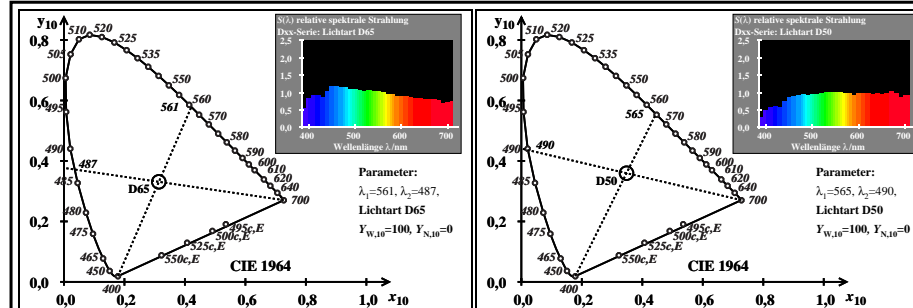 y10
0,8
0,6
0,4
0,2
0,0
0,0
0,2
0,4
0,6
0,8
1,0
x10
400
450
465
475
480
485
487
490
495
500
505
510
520
525
535
550
560
561
570
580
590
600
610
620
640
700
495c,E
500c,E
525c,E
550c,E
D65
CIE 1964
S(λ) relative spektrale Strahlung
Dxx-Serie: Lichtart D65
2,5
2,0
1,5
1,0
0,5
0,0
400 500 600 700
Wellenlänge λ/nm
Parameter:
λ1=561, λ2=487,
Lichtart D65
YW,10=100, YN,10=0
y10
0,8
0,6
0,4
0,2
0,0
0,0
0,2
0,4
0,6
0,8
1,0
x10
400
450
465
475
480
485
490
490
495
500
505
510
520
525
535
550
560
565
570
580
590
600
610
620
640
700
495c,E
500c,E
525c,E
550c,E
D50
CIE 1964
S(λ) relative spektrale Strahlung
Dxx-Serie: Lichtart D50
2,5
2,0
1,5
1,0
0,5
0,0
400 500 600 700
Wellenlänge λ/nm
Parameter:
λ1=565, λ2=490,
Lichtart D50
YW,10=100, YN,10=0